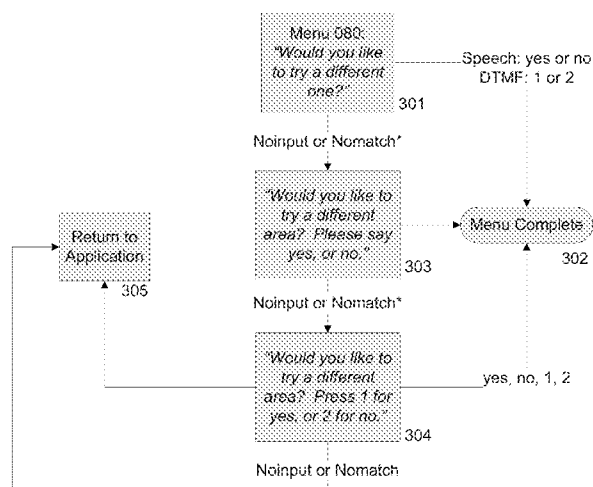 Menu 080:
"Would you like
to try a different
one?"
301
Speech: yes or no
DTMF: 1 or 2
Noinput or Nomatch*
"Would you like to
try a different
area? Please say
yes, or no."
303
Menu Complete
302
Return to
Application
305
Noinput or Nomatch*
"Would you like to
try a different
area? Press 1 for
yes, or 2 for no."
304
yes, no, 1, 2
Noinput or Nomatch